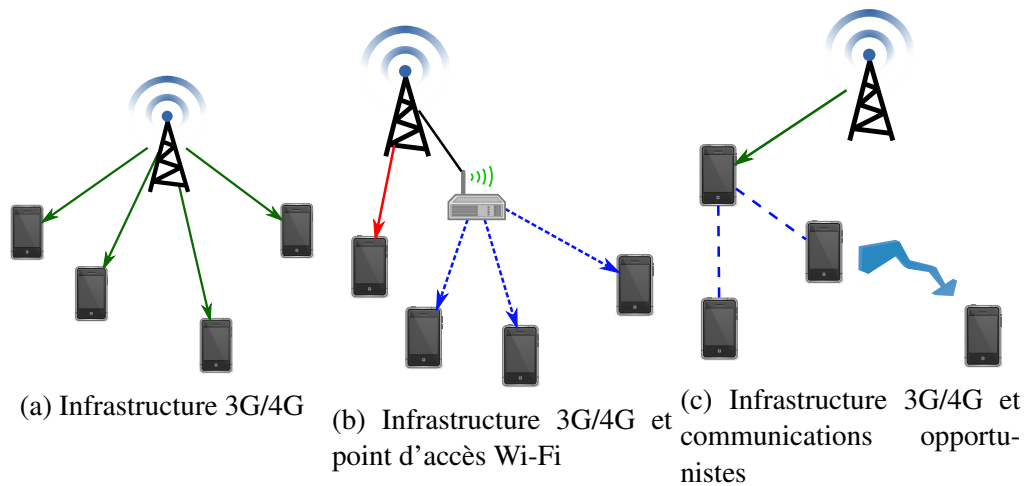 (a) Infrastructure 3G/4G
(b) Infrastructure 3G/4G et
point d'accès Wi-Fi
(c) Infrastructure 3G/4G et
communications opportu-
nistes